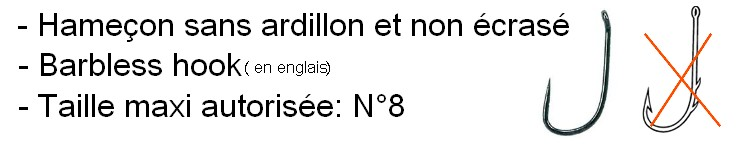 - Hameçon sans ardillon et non écrasé
- Barbless hook ( en englais)
- Taille maxi autorisée: N°8